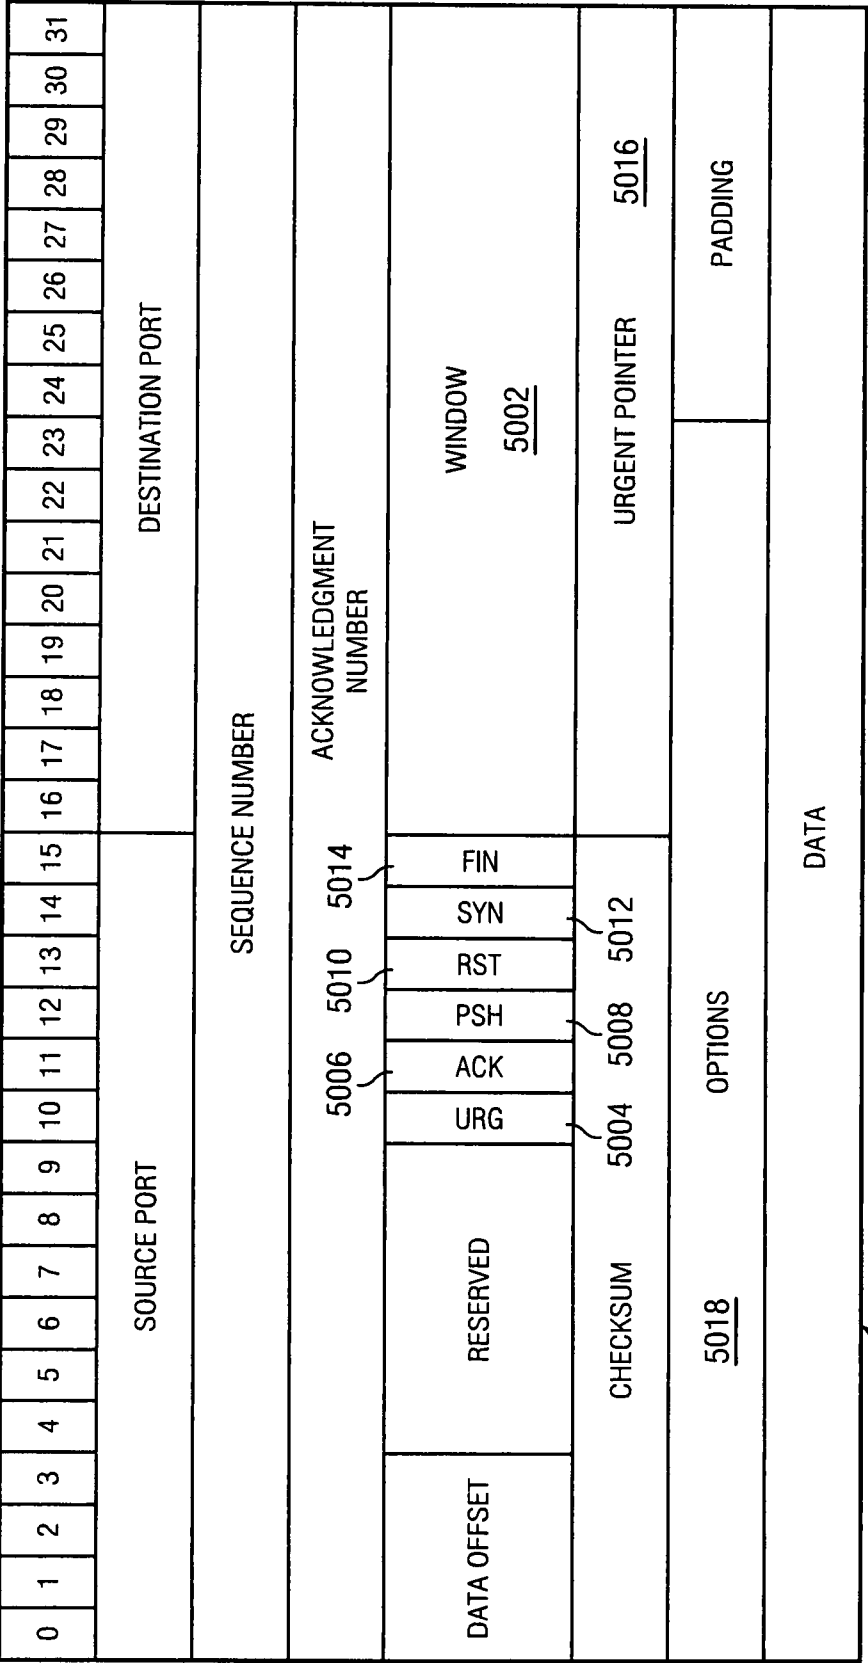 0 1 2 3 4 5 6 7 8 9 10 11 12 13 14 15 16 17 18 19 20 21 22 23 24 25 26 27 28 29 30 31
SOURCE PORT DESTINATION PORT
SEQUENCE NUMBER
ACKNOWLEDGMENT
NUMBER
5006 5010 5014
DATA OFFSET RESERVED URG ACK PSH RST SYN FIN WINDOW
5002
5004 5008 5012
CHECKSUM URGENT POINTER 5016
5018 OPTIONS PADDING
DATA